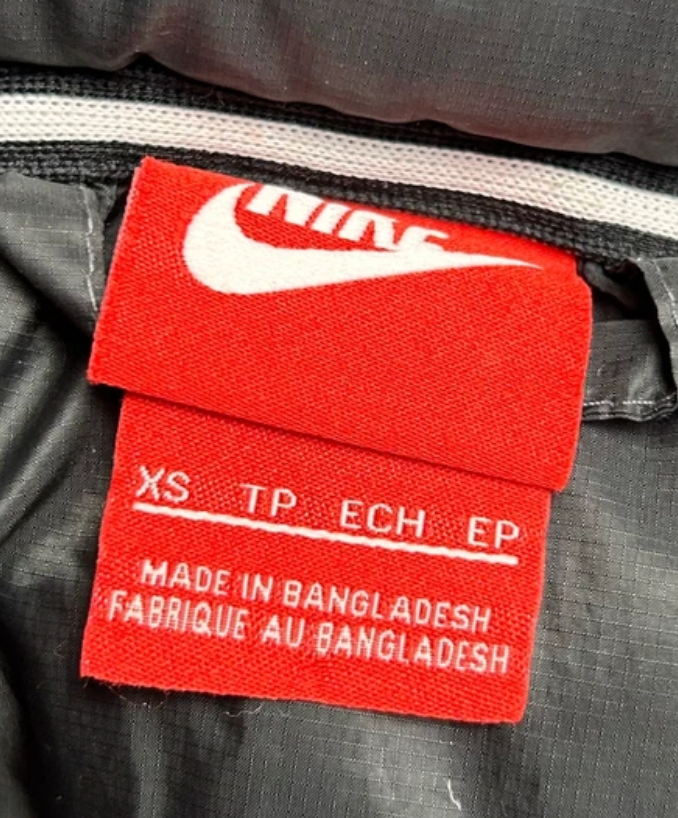 NIKE
XS TP ECH EP
MADE IN BANGLADESH
FABRIQUE AU BANGLADESH